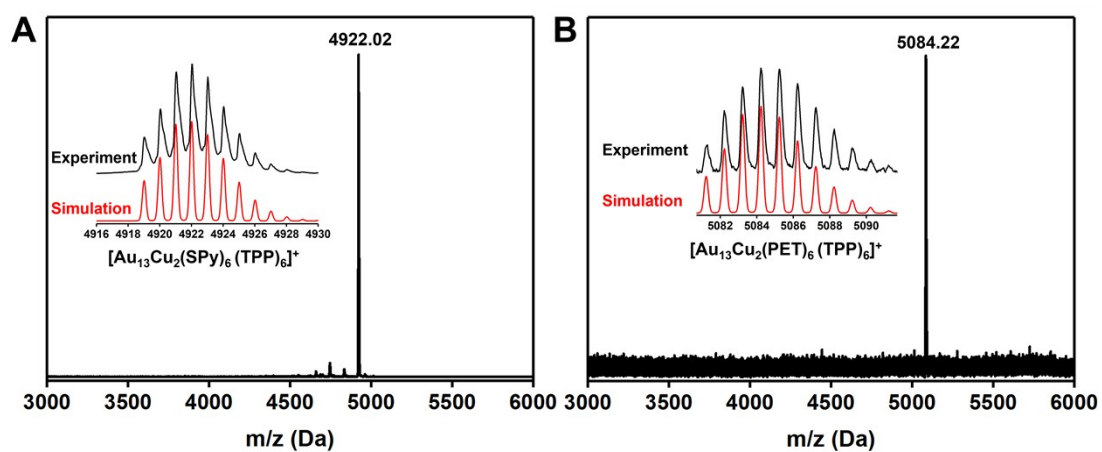 A
4922.02
Experiment
Simulation
4916 4918 4920 4922 4924 4926 4928 4930
[Au₁₃Cu₂(SPy)₆ (TPP)₆]⁺
3000 3500 4000 4500 5000 5500 6000
m/z (Da)
B
5084.22
Experiment
Simulation
5082 5084 5086 5088 5090
[Au₁₃Cu₂(PET)₆ (TPP)₆]⁺
3000 3500 4000 4500 5000 5500 6000
m/z (Da)